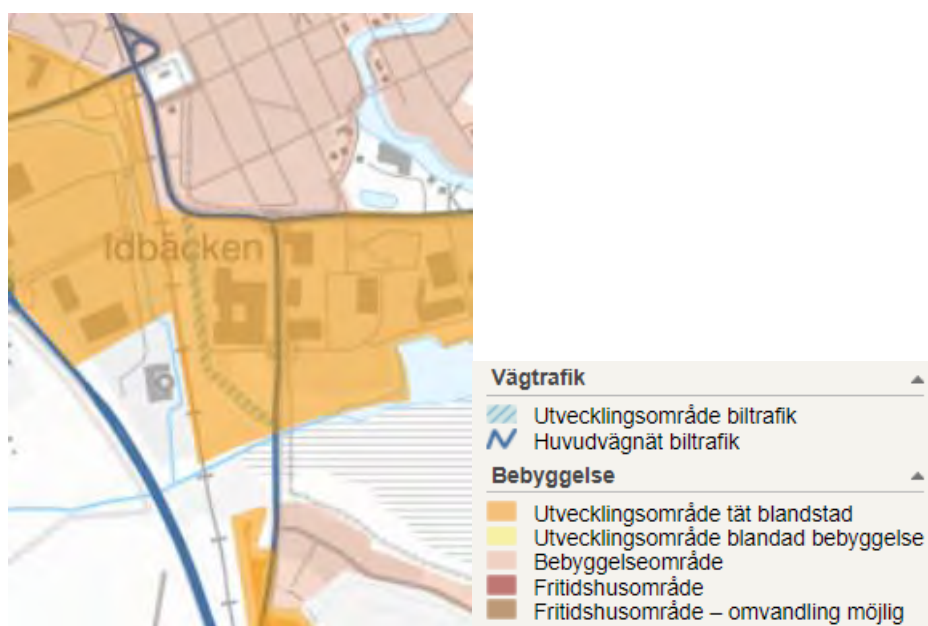 Idbäcken
Vägtrafik
Utvecklingsområde biltrafik
Huvudvägnät biltrafik
Bebyggelse
Utvecklingsområde tät blandstad
Utvecklingsområde blandad bebyggelse
Bebyggelseområde
Fritidshusområde
Fritidshusområde – omvandling möjlig